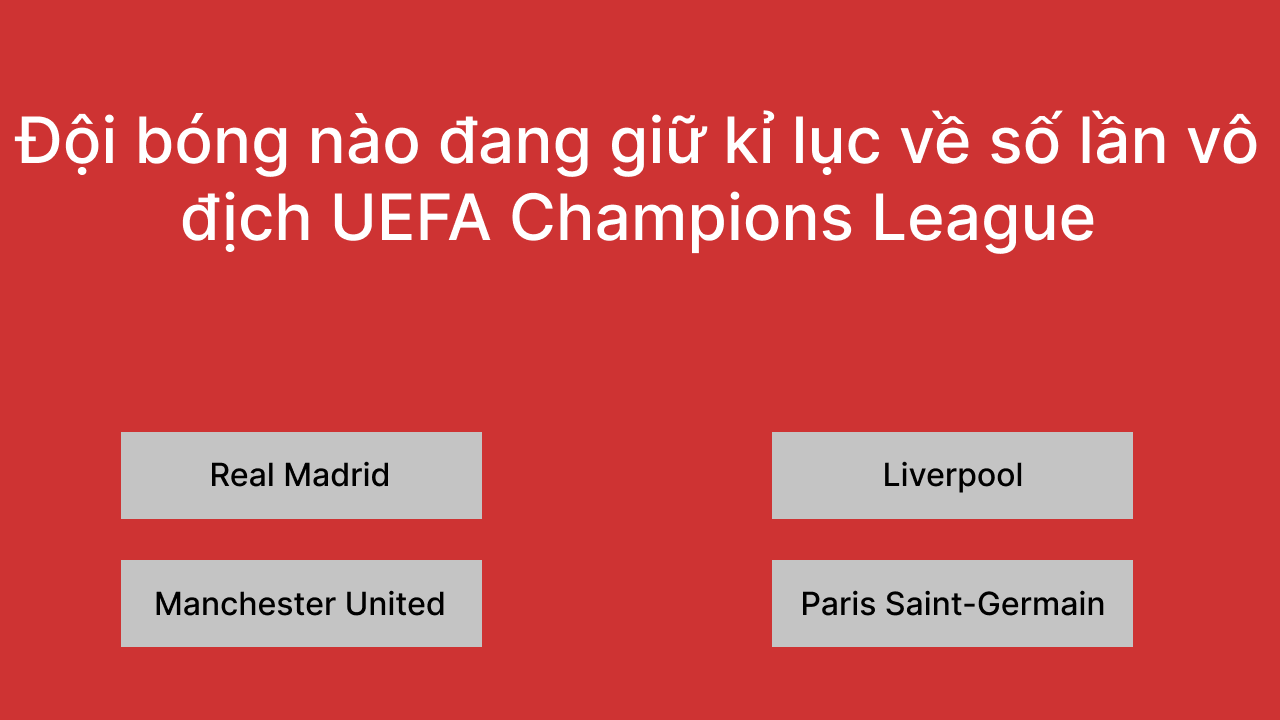 Đội bóng nào đang giữ kỉ lục về số lần vô
địch UEFA Champions League
Real Madrid
Liverpool
Manchester United
Paris Saint-Germain